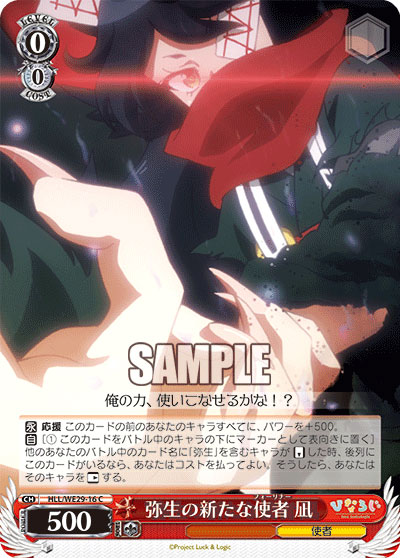 LEVEL
0
0
COST
SAMPLE
俺の力、使いこなせるかな！？
永 応援 このカードの前のあなたのキャラすべてに、パワーを+500。
自 [① このカードをバトル中のキャラの下にマーカーとして表向きに置く]
他のあなたのバトル中のカード名に「弥生」を含むキャラが した時、後列に
このカードがいるなら、あなたはコストを払ってよい。そうしたら、あなたは
そのキャラを する。
CH HLL/WE29-16 C
500
フォーリナー
弥生の新たな使者 凪
ひなろじ
使者
©Project Luck & Logic